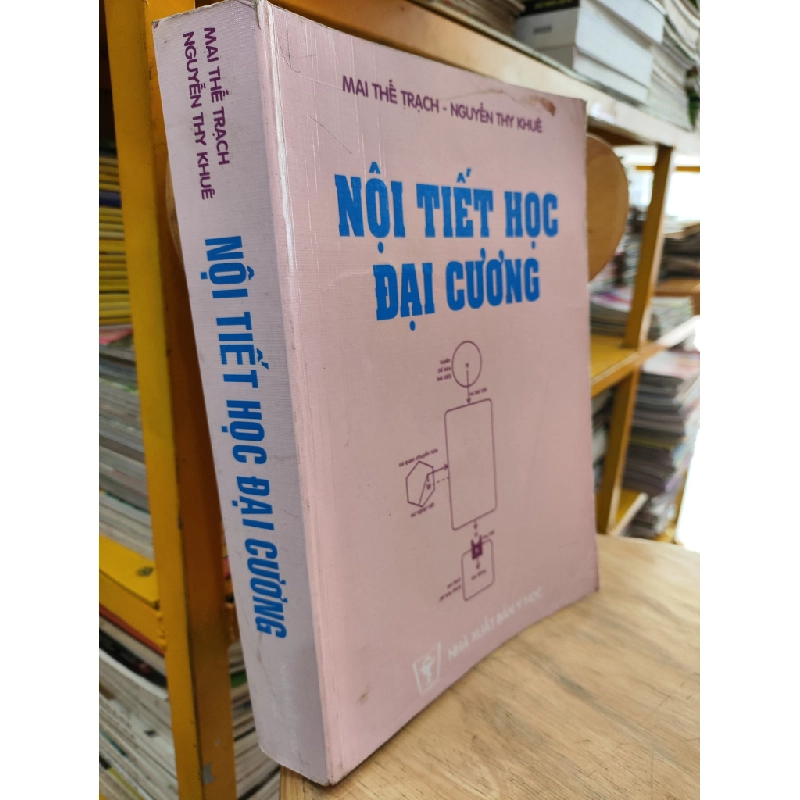 MAI THẾ TRẠCH
NGUYỄN THY KHUÊ
NỘI TIẾT HỌC ĐẠI CƯƠNG
MAI THẾ TRẠCH - NGUYỄN THY KHUÊ
NỘI TIẾT HỌC
ĐẠI CƯƠNG
NHÀ XUẤT BẢN Y HỌC